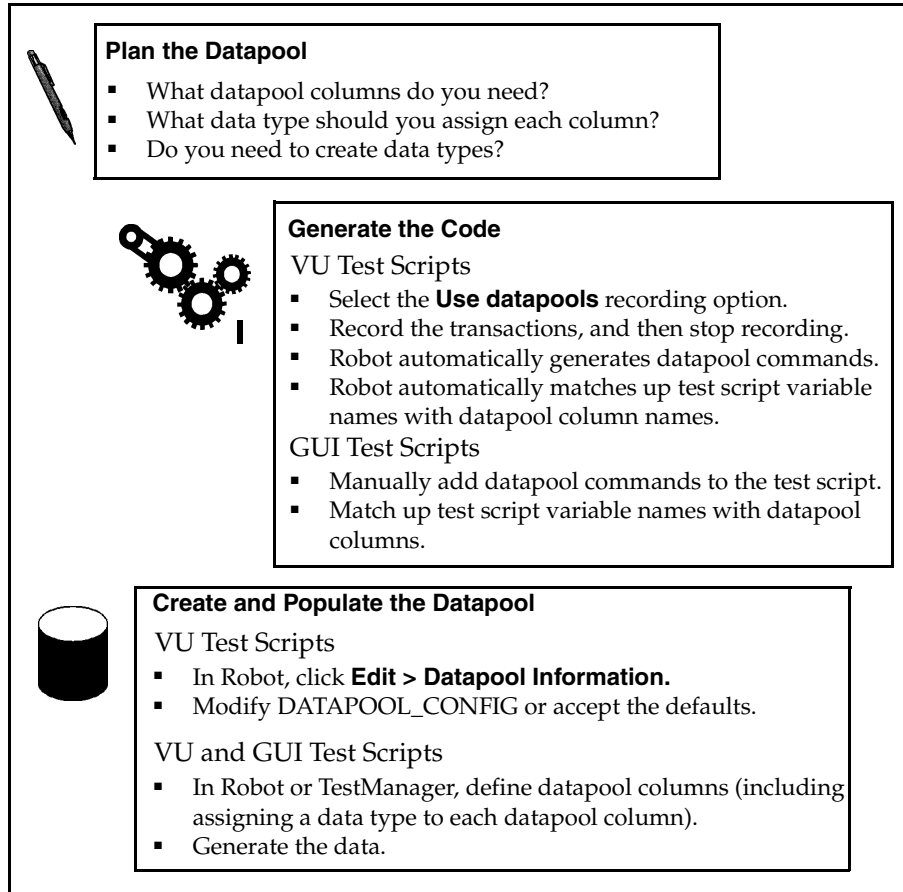 Plan the Datapool
▪ What datapool columns do you need?
▪ What data type should you assign each column?
▪ Do you need to create data types?
Generate the Code
VU Test Scripts
▪ Select the Use datapools recording option.
▪ Record the transactions, and then stop recording.
▪ Robot automatically generates datapool commands.
▪ Robot automatically matches up test script variable
names with datapool column names.
GUI Test Scripts
▪ Manually add datapool commands to the test script.
▪ Match up test script variable names with datapool
columns.
Create and Populate the Datapool
VU Test Scripts
▪ In Robot, click Edit > Datapool Information.
▪ Modify DATAPOOL_CONFIG or accept the defaults.
VU and GUI Test Scripts
▪ In Robot or TestManager, define datapool columns (including
assigning a data type to each datapool column).
▪ Generate the data.